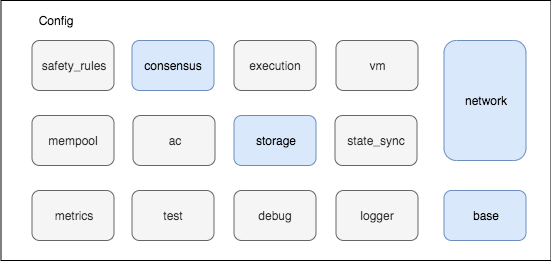 Config
safety_rules
consensus
execution
vm
network
mempool
ac
storage
state_sync
metrics
test
debug
logger
base